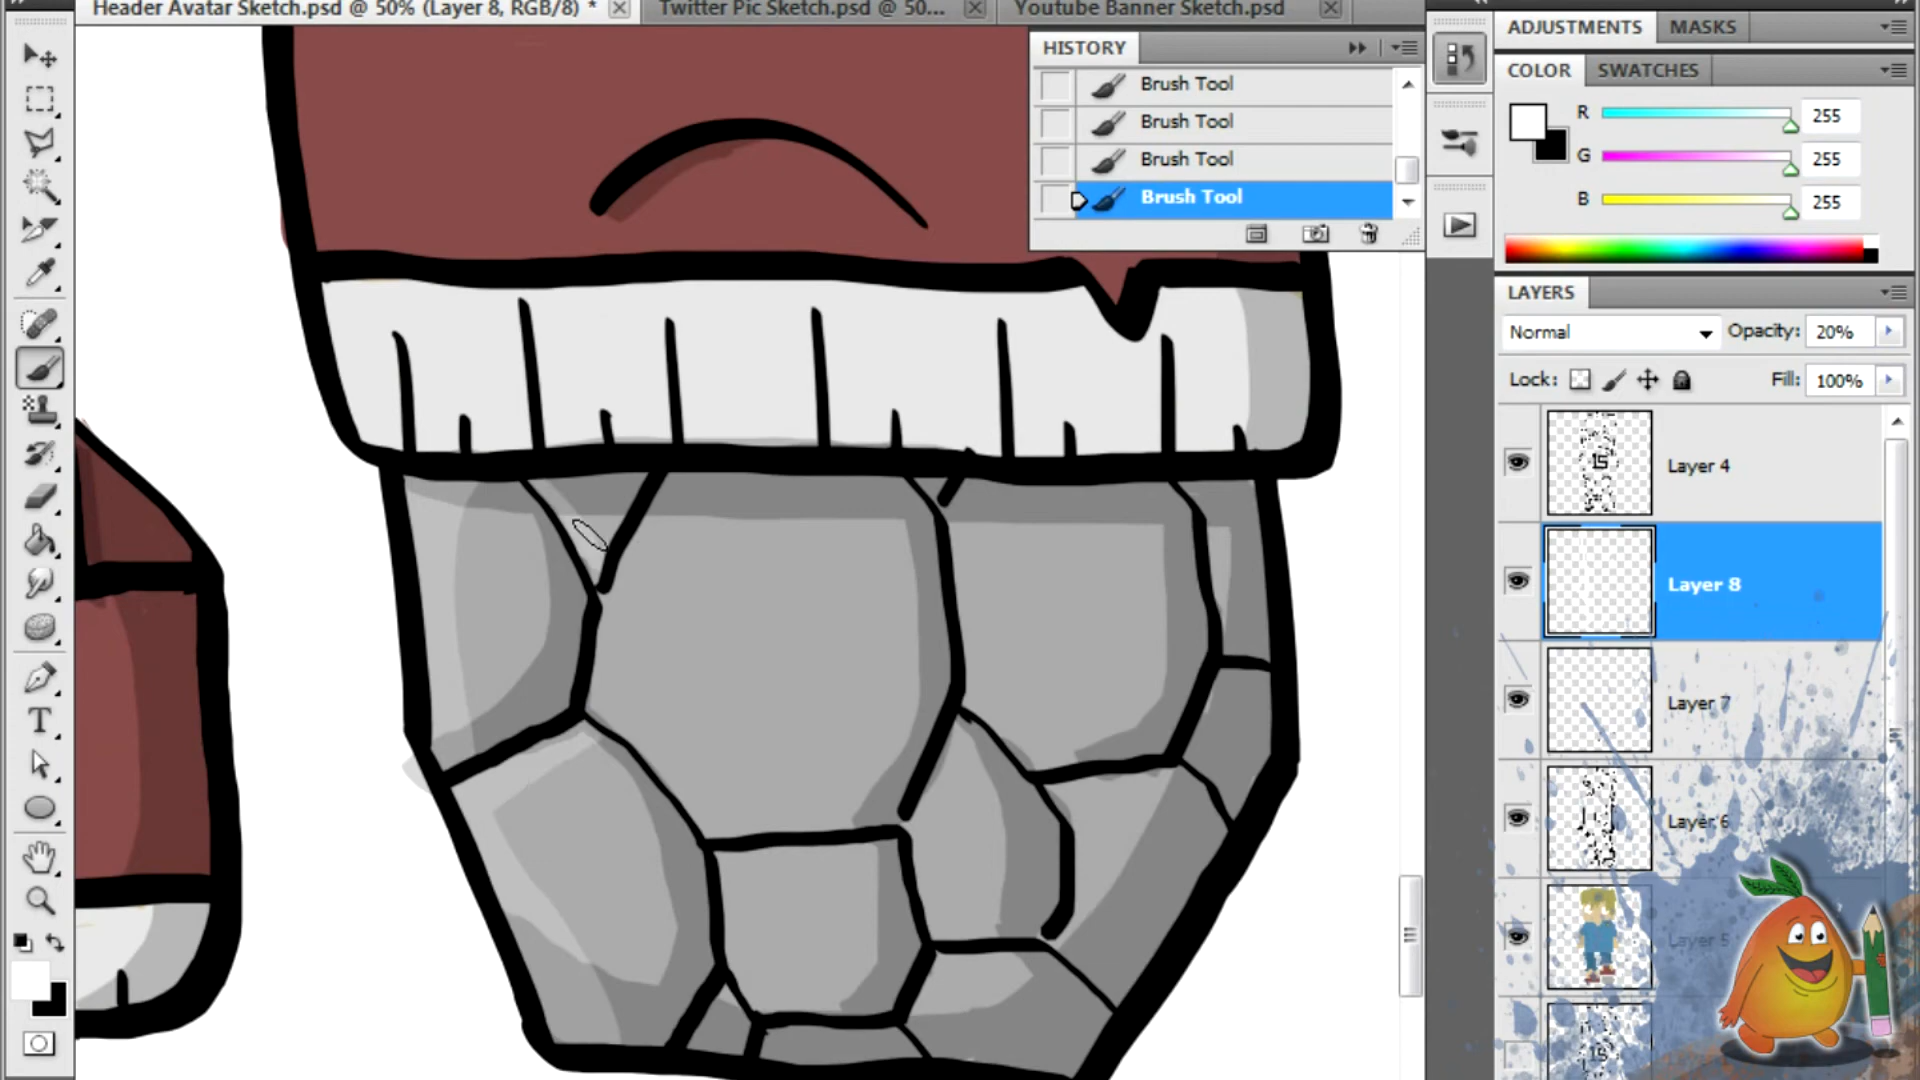 Header Avatar Sketch.psd @ 50% (Layer 8, RGB/8) *
Twitter Pic Sketch.psd @ 50...
Youtube Banner Sketch.psd
HISTORY
Brush Tool
Brush Tool
Brush Tool
Brush Tool
ADJUSTMENTS
MASKS
COLOR
SWATCHES
R
255
G
255
B
255
LAYERS
Normal
Opacity:
20%
Lock:
Fill:
100%
15
Layer 4
Layer 8
Layer 7
Layer 6
Layer 5
15
T